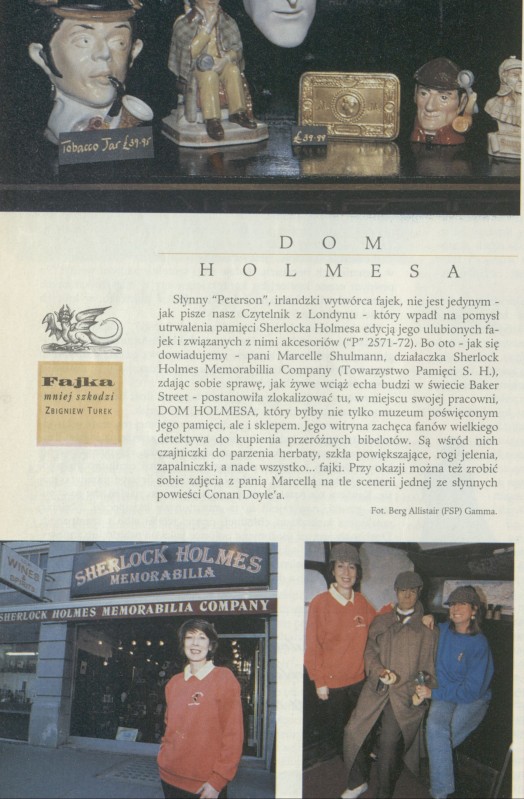 Tobacco Jar £39.95
£39.99
D O M
H O L M E S A
Słynny "Peterson", irlandzki wytwórca fajek, nie jest jedynym -
jak pisze nasz Czytelnik z Londynu - który wpadł na pomysł
utrwalenia pamięci Sherlocka Holmesa edycją jego ulubionych fa-
jek i związanych z nimi akcesoriów ("P" 2571-72). Bo oto - jak się
dowiadujemy - pani Marcelle Shulmann, działaczka Sherlock
Holmes Memorabillia Company (Towarzystwo Pamięci S. H.),
zdając sobie sprawę, jak żywe wciąż echa budzi w świecie Baker
Street - postanowiła zlokalizować tu, w miejscu swojej pracowni,
DOM HOLMESA, który byłby nie tylko muzeum poświęconym
jego pamięci, ale i sklepem. Jego witryna zachęca fanów wielkiego
detektywa do kupienia przeróżnych bibelotów. Są wśród nich
czajniczki do parzenia herbaty, szkła powiększające, rogi jelenia,
zapalniczki, a nade wszystko... fajki. Przy okazji można też zrobić
sobie zdjęcia z panią Marcellą na tle scenerii jednej ze słynnych
powieści Conan Doyle'a.
Fot. Berg Allistair (FSP) Gamma.
Fajka
mniej szkodzi
ZBIGNIEW TUREK
WINES
SHERLOCK HOLMES
MEMORABILIA
SHERLOCK HOLMES MEMORABILIA COMPANY